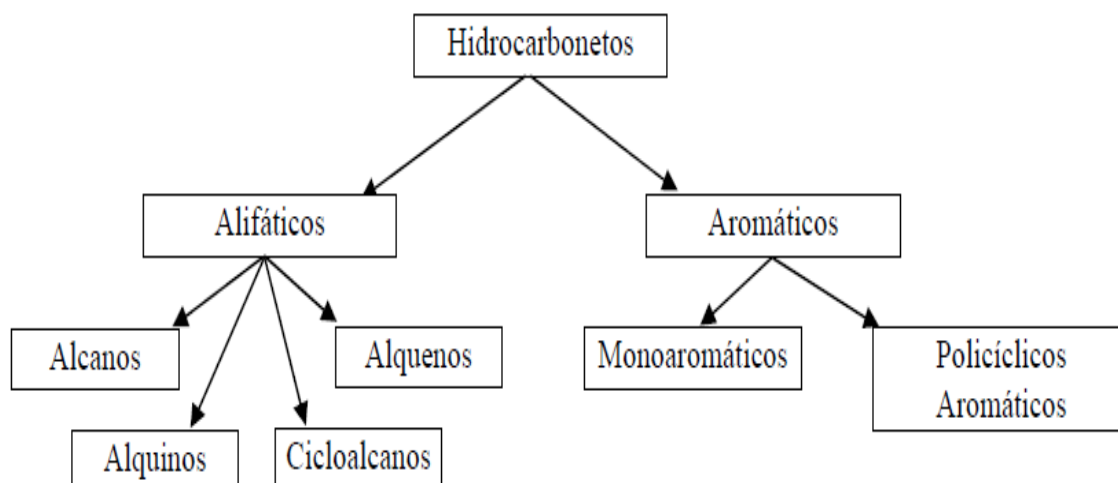 Hidrocarbonetos
Alifáticos
Aromáticos
Alcanos
Alquenos
Monoaromáticos
Policíclicos
Aromáticos
Alquinos
Cicloalcanos